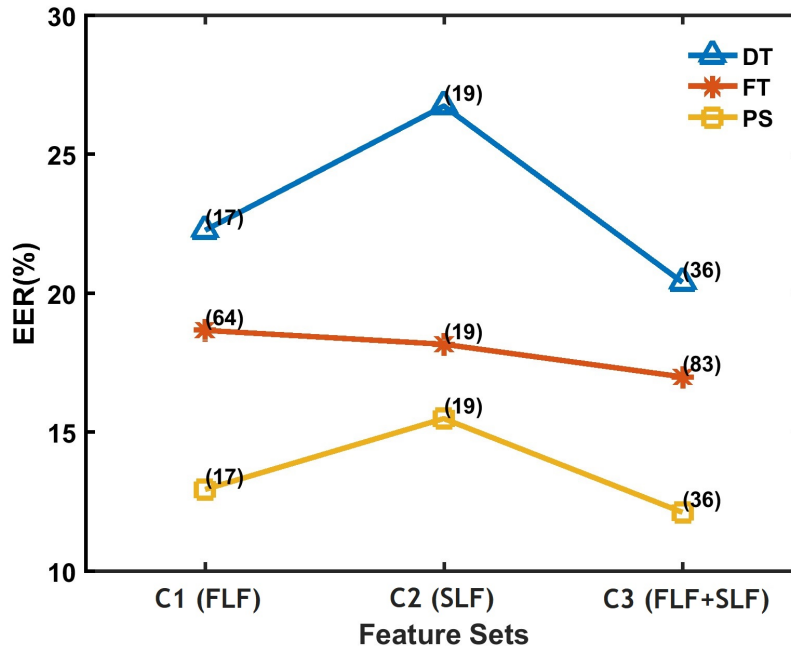 30
25
20
15
10
EER(%)
DT
FT
PS
(17)
(19)
(36)
(64)
(19)
(83)
(17)
(19)
(36)
C1 (FLF)
C2 (SLF)
C3 (FLF+SLF)
Feature Sets